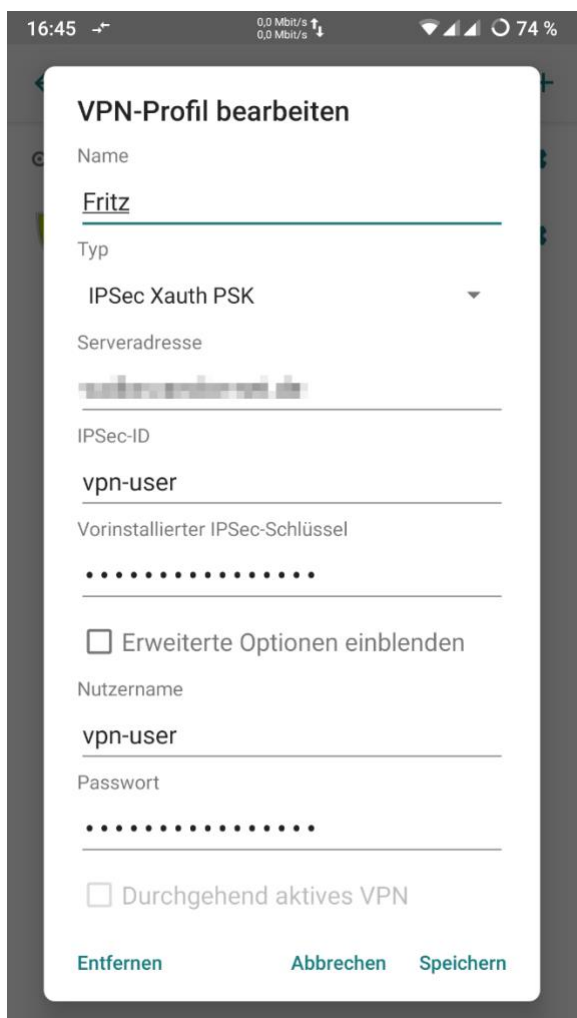 16:45
0,0 Mbit/s
0,0 Mbit/s
74 %
VPN-Profil bearbeiten
Name
Fritz
Typ
IPSec Xauth PSK
Serveradresse
IPSec-ID
vpn-user
Vorinstallierter IPSec-Schlüssel
••••••••••••••••
Erweiterte Optionen einblenden
Nutzername
vpn-user
Passwort
••••••••••••••••
Durchgehend aktives VPN
Entfernen Abbrechen Speichern